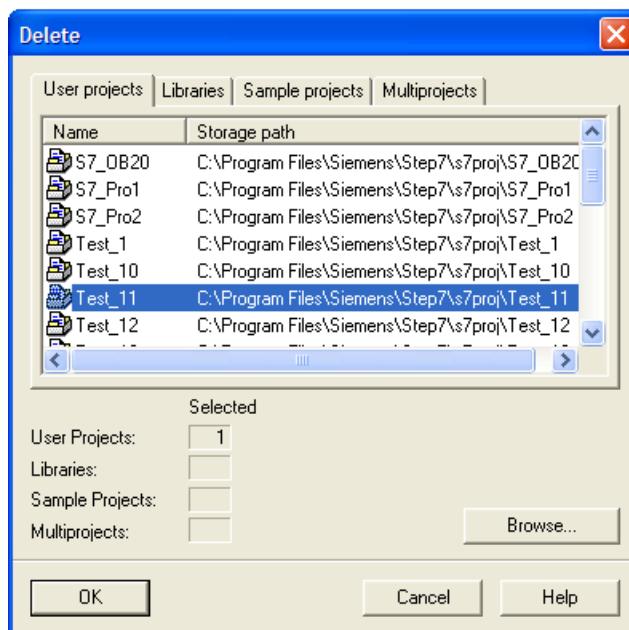 Delete
User projects Libraries Sample projects Multiprojects
Name Storage path
S7_OB20 C:\Program Files\Siemens\Step7\s7proj\S7_OB20
S7_Pro1 C:\Program Files\Siemens\Step7\s7proj\S7_Pro1
S7_Pro2 C:\Program Files\Siemens\Step7\s7proj\S7_Pro2
Test_1 C:\Program Files\Siemens\Step7\s7proj\Test_1
Test_10 C:\Program Files\Siemens\Step7\s7proj\Test_10
Test_11 C:\Program Files\Siemens\Step7\s7proj\Test_11
Test_12 C:\Program Files\Siemens\Step7\s7proj\Test_12
Selected
User Projects: 1
Libraries:
Sample Projects:
Multiprojects:
Browse...
OK Cancel Help